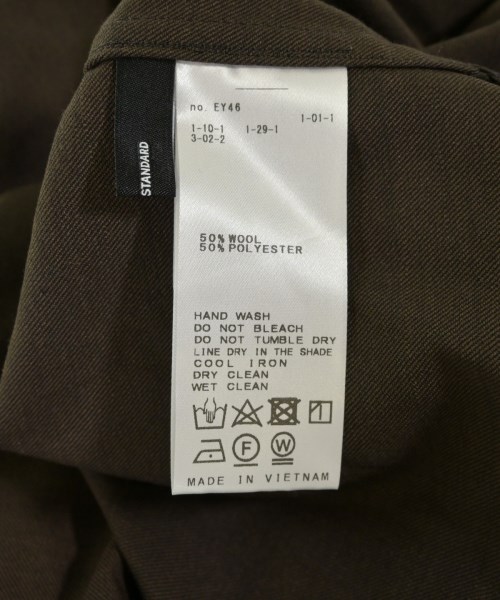 STANDARD
no. EY46
1-01-1
1-10-1 1-29-1
3-02-2
50% WOOL
50% POLYESTER
HAND WASH
DO NOT BLEACH
DO NOT TUMBLE DRY
LINE DRY IN THE SHADE
COOL IRON
DRY CLEAN
WET CLEAN
F W
MADE IN VIETNAM